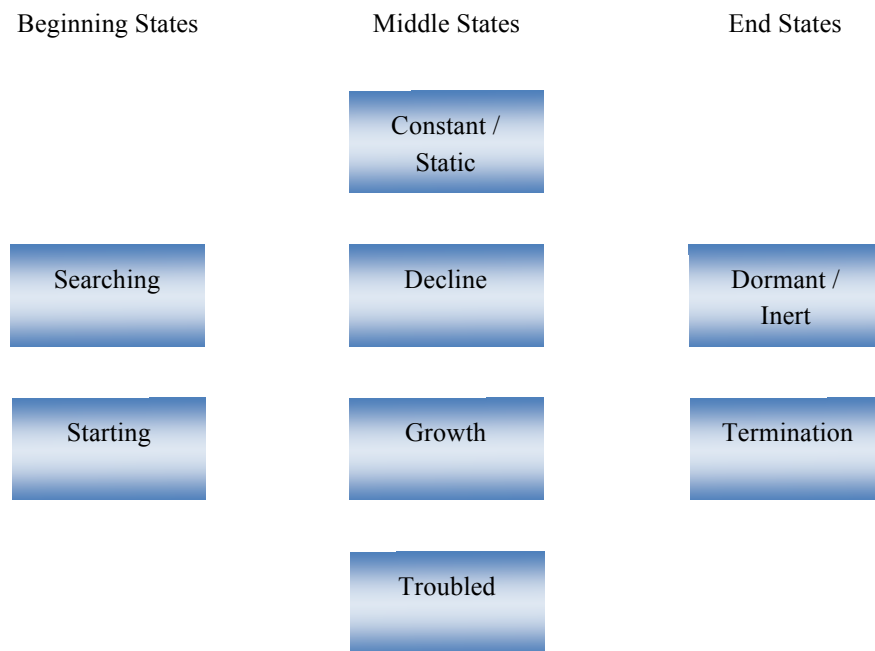 Beginning States
Middle States
End States
Constant /
Static
Searching
Decline
Dormant /
Inert
Starting
Growth
Termination
Troubled